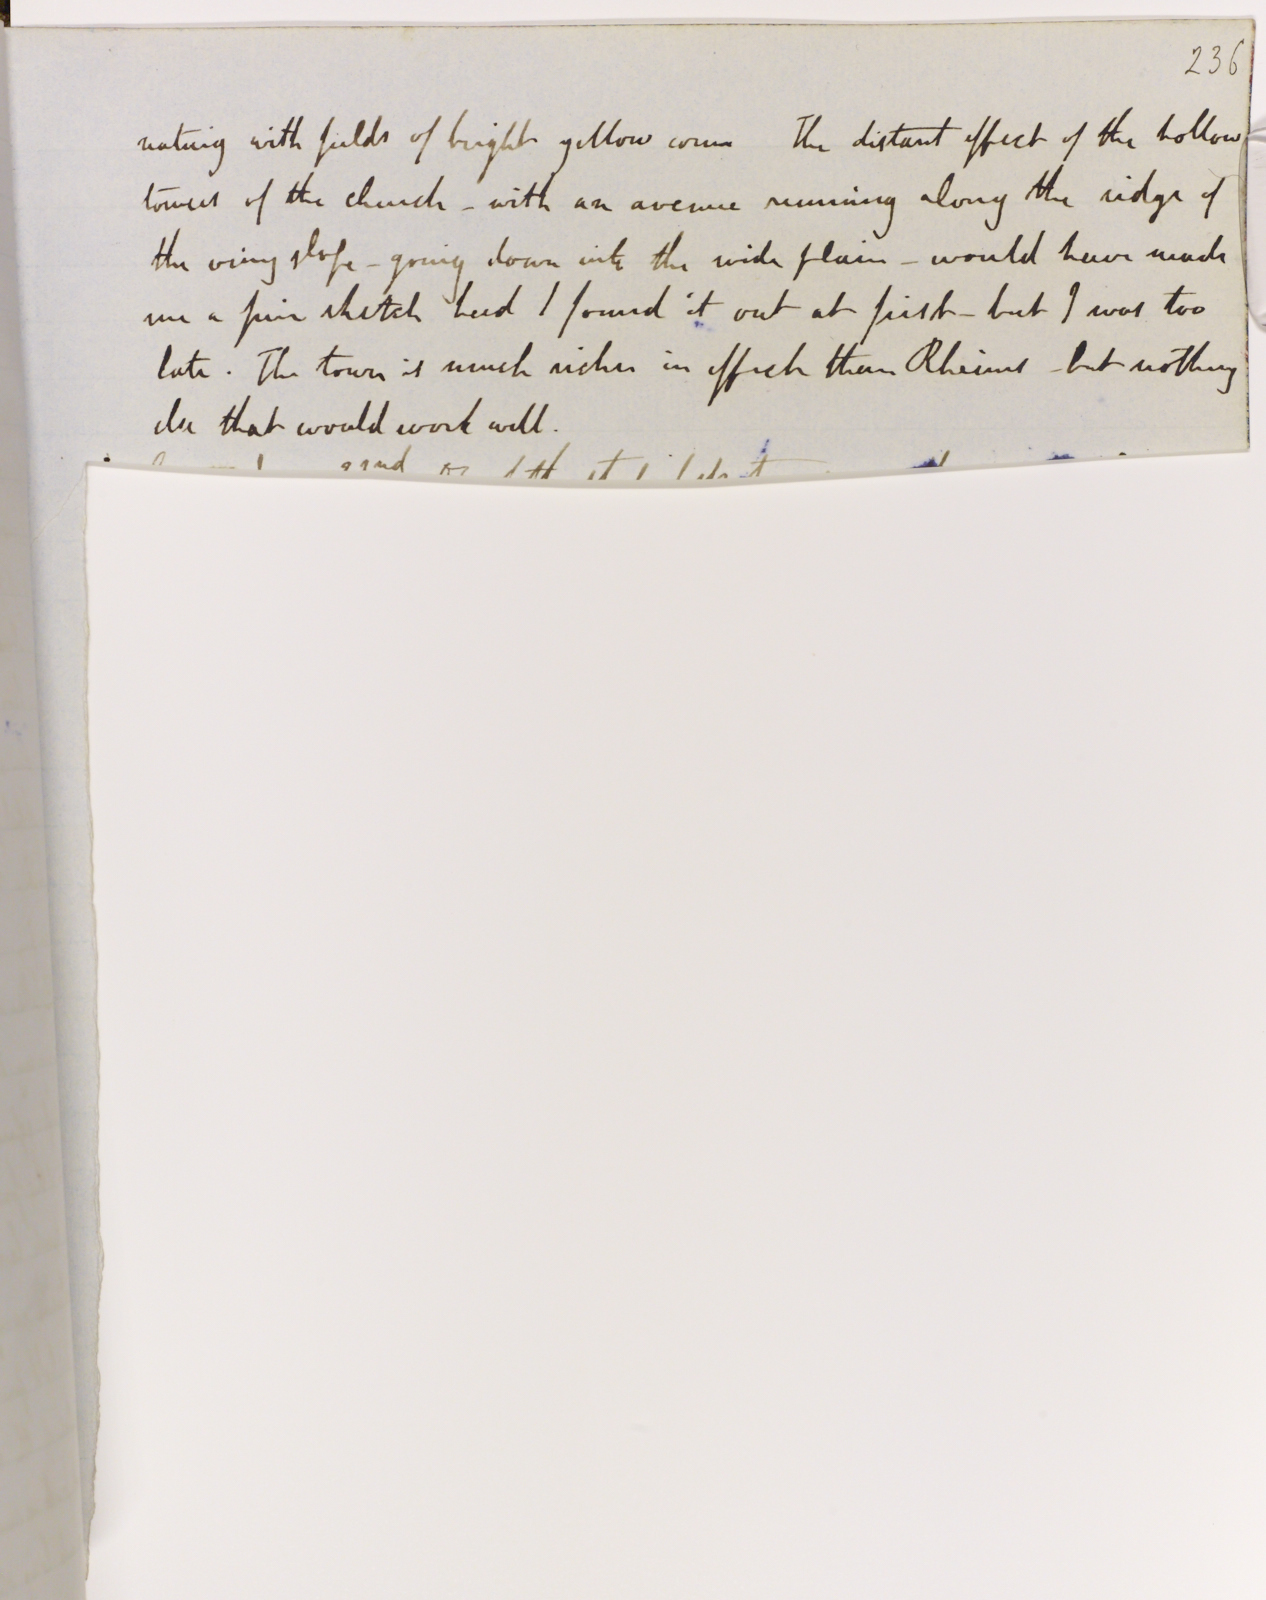 236
nating with fields of bright yellow corn The distant effect of the hollow
towers of the church - with an avenue running along the ridge of
the vine slope - going down into the wide plain - would have made
me a fine sketch had I found it out at first - but I was too
late. The town is much richer in effect than Rheims - but nothing
else that would work well.